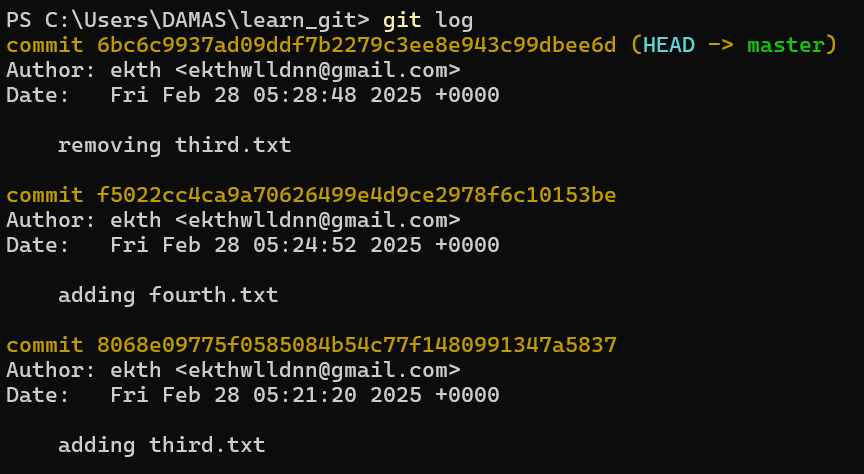 PS C:\Users\DAMAS\learn_git> git log
commit 6bc6c9937ad09ddf7b2279c3ee8e943c99dbee6d (HEAD -> master)
Author: ekth <ekthwlldnn@gmail.com>
Date:   Fri Feb 28 05:28:48 2025 +0000
    removing third.txt
commit f5022cc4ca9a70626499e4d9ce2978f6c10153be
Author: ekth <ekthwlldnn@gmail.com>
Date:   Fri Feb 28 05:24:52 2025 +0000
    adding fourth.txt
commit 8068e09775f0585084b54c77f1480991347a5837
Author: ekth <ekthwlldnn@gmail.com>
Date:   Fri Feb 28 05:21:20 2025 +0000
    adding third.txt